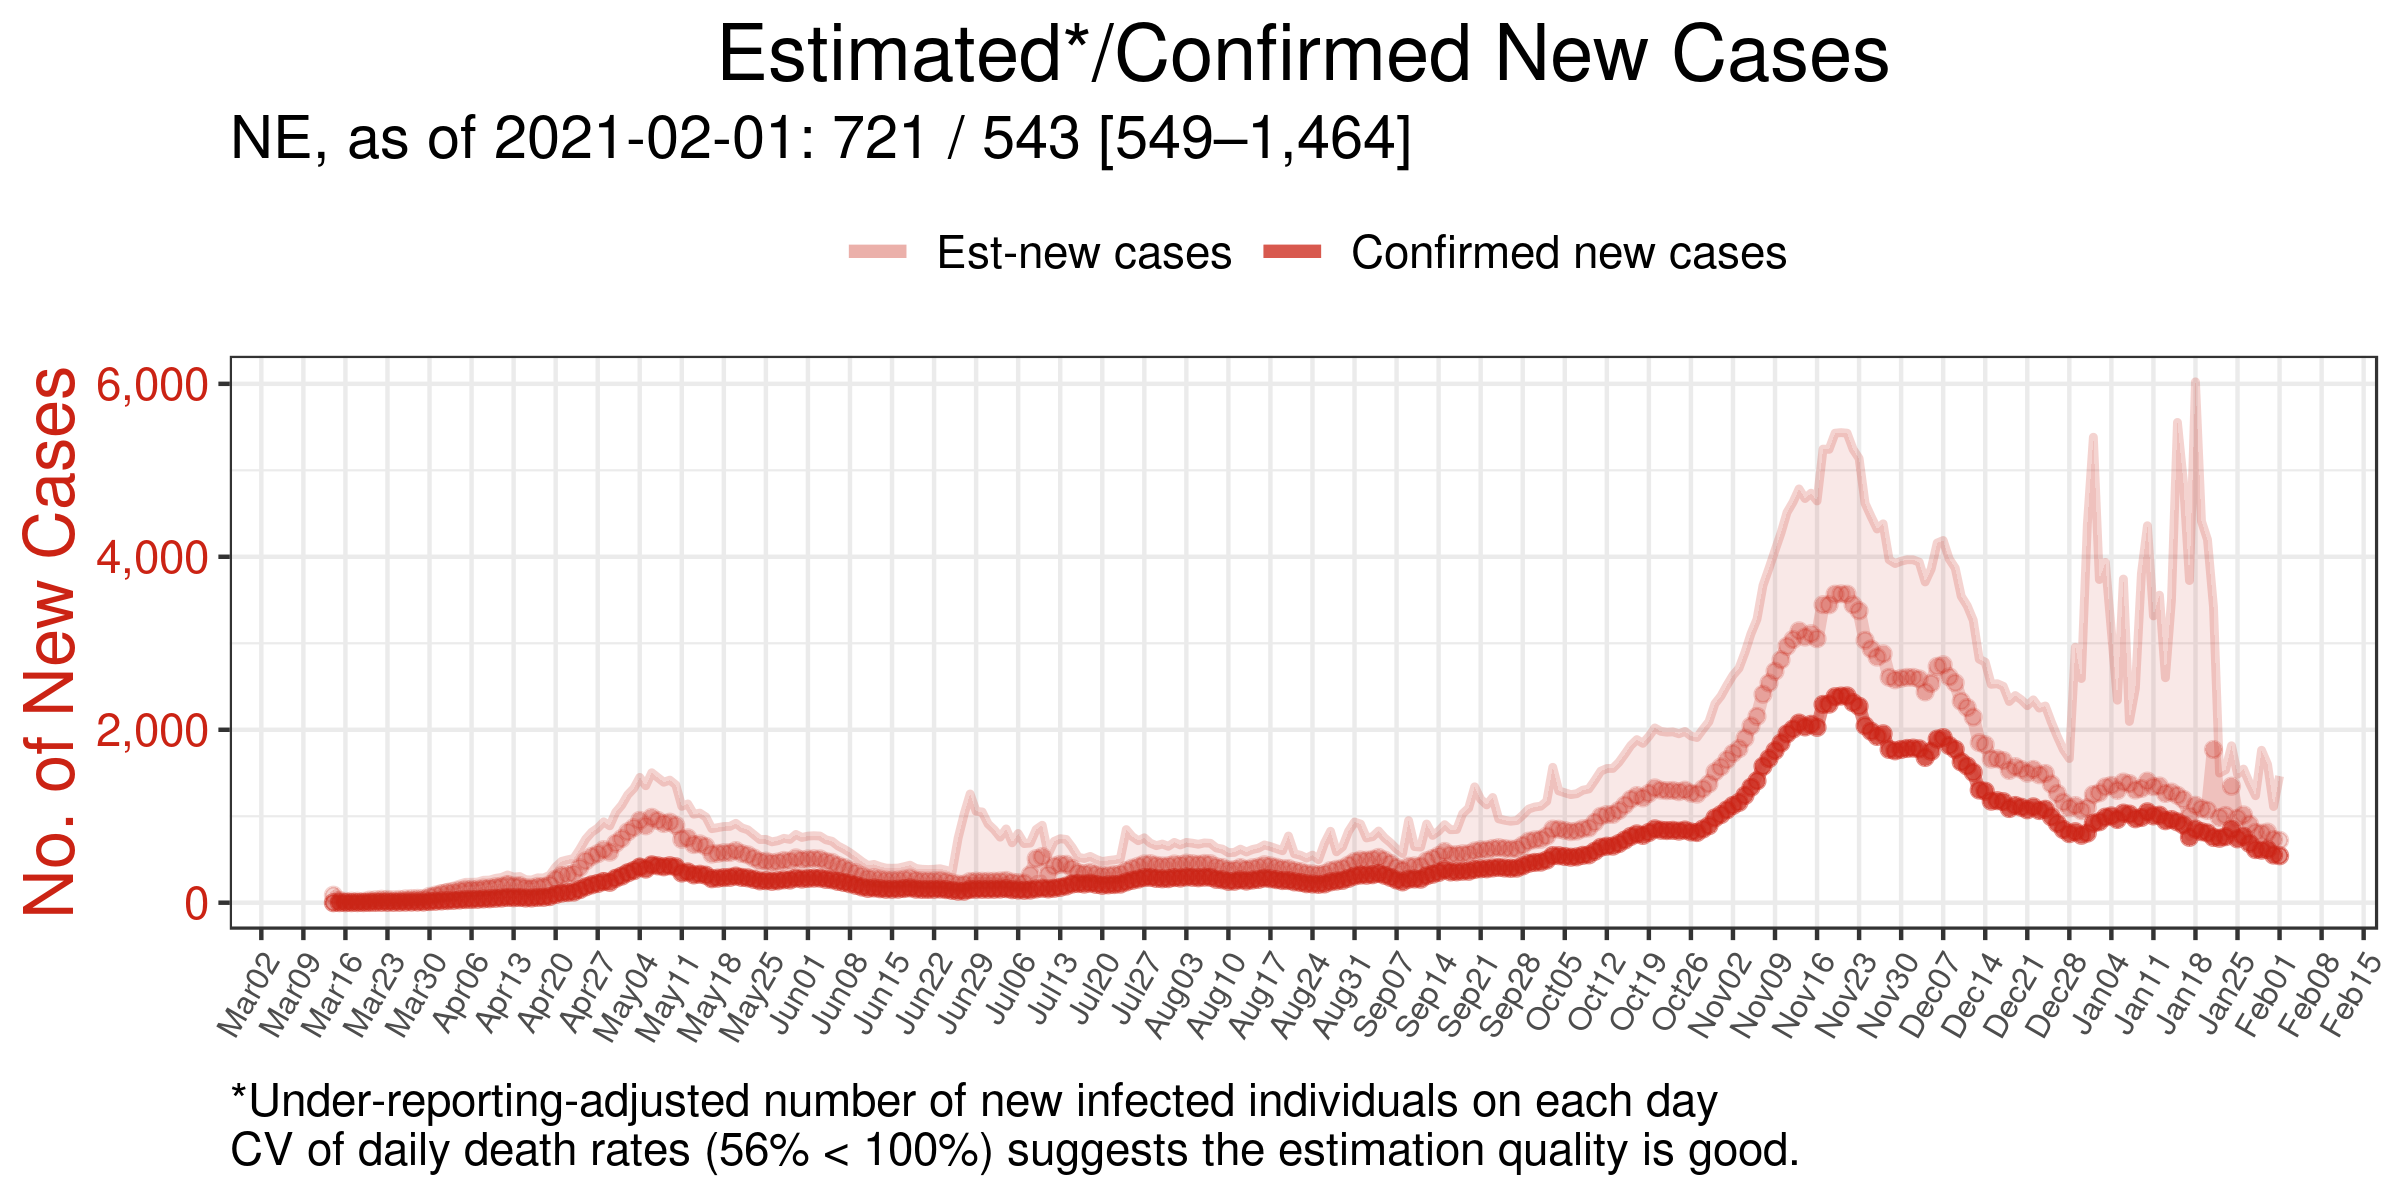 Estimated*/Confirmed New Cases
NE, as of 2021-02-01: 721 / 543 [549–1,464]
Est-new cases
Confirmed new cases
No. of New Cases
6,000
4,000
2,000
0
Mar02
Mar09
Mar16
Mar23
Mar30
Apr06
Apr13
Apr20
Apr27
May04
May11
May18
May25
Jun01
Jun08
Jun15
Jun22
Jun29
Jul06
Jul13
Jul20
Jul27
Aug03
Aug10
Aug17
Aug24
Aug31
Sep07
Sep14
Sep21
Sep28
Oct05
Oct12
Oct19
Oct26
Nov02
Nov09
Nov16
Nov23
Nov30
Dec07
Dec14
Dec21
Dec28
Jan04
Jan11
Jan18
Jan25
Feb01
Feb08
Feb15
*Under-reporting-adjusted number of new infected individuals on each day
CV of daily death rates (56% < 100%) suggests the estimation quality is good.